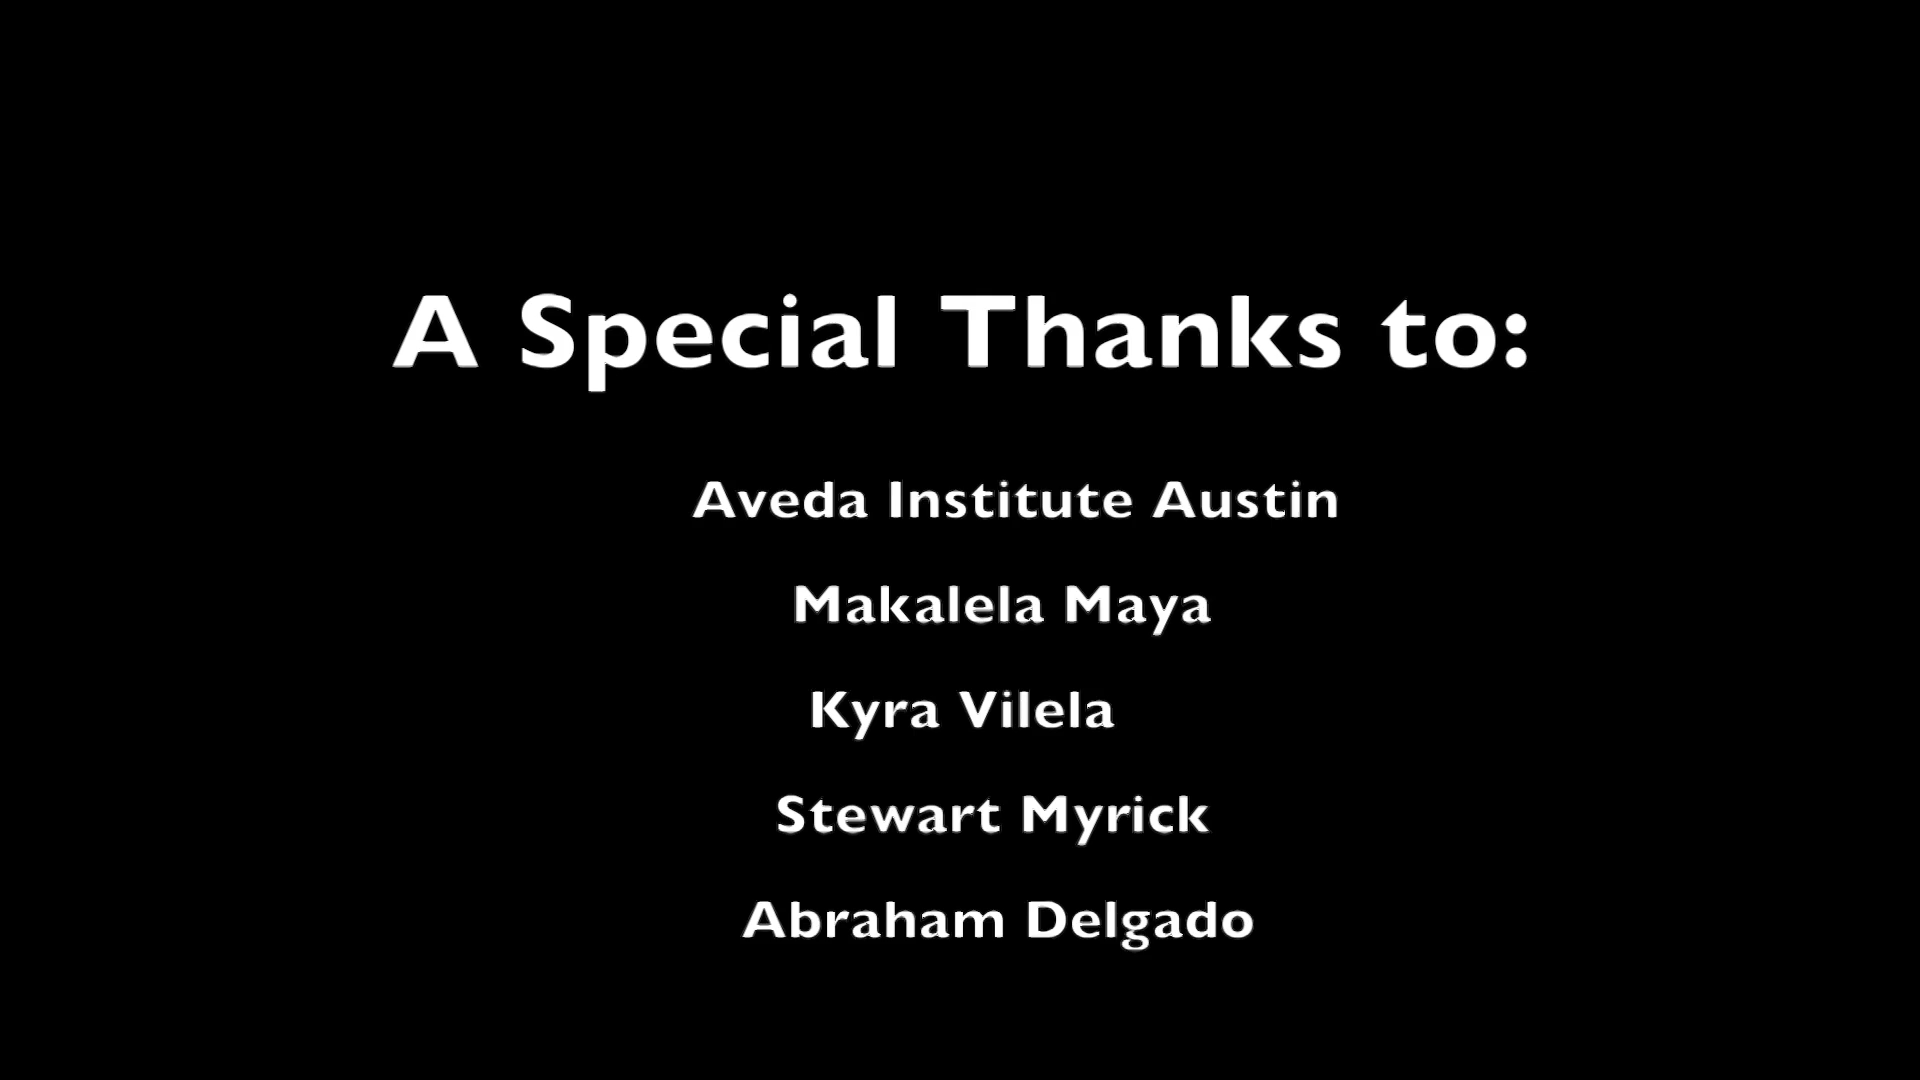 A Special Thanks to:
Aveda Institute Austin
Makalela Maya
Kyra Vilela
Stewart Myrick
Abraham Delgado